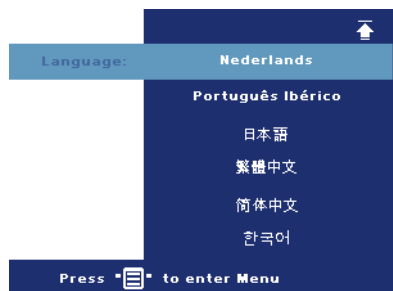 Language: Nederlands
Português Ibérico
日本語
繁體中文
简体中文
한국어
Press "" to enter Menu